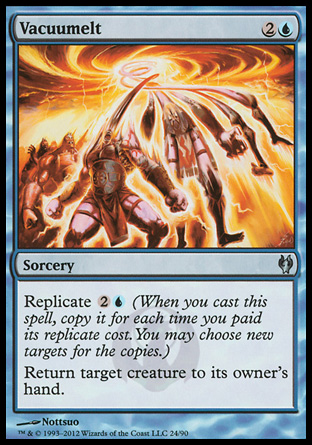 Vacuumelt 2
Sorcery
Replicate 2 (When you cast this
spell, copy it for each time you paid
its replicate cost. You may choose new
targets for the copies.)
Return target creature to its owner's
hand.
Nottsuo
™ & © 1993–2012 Wizards of the Coast LLC 24/90